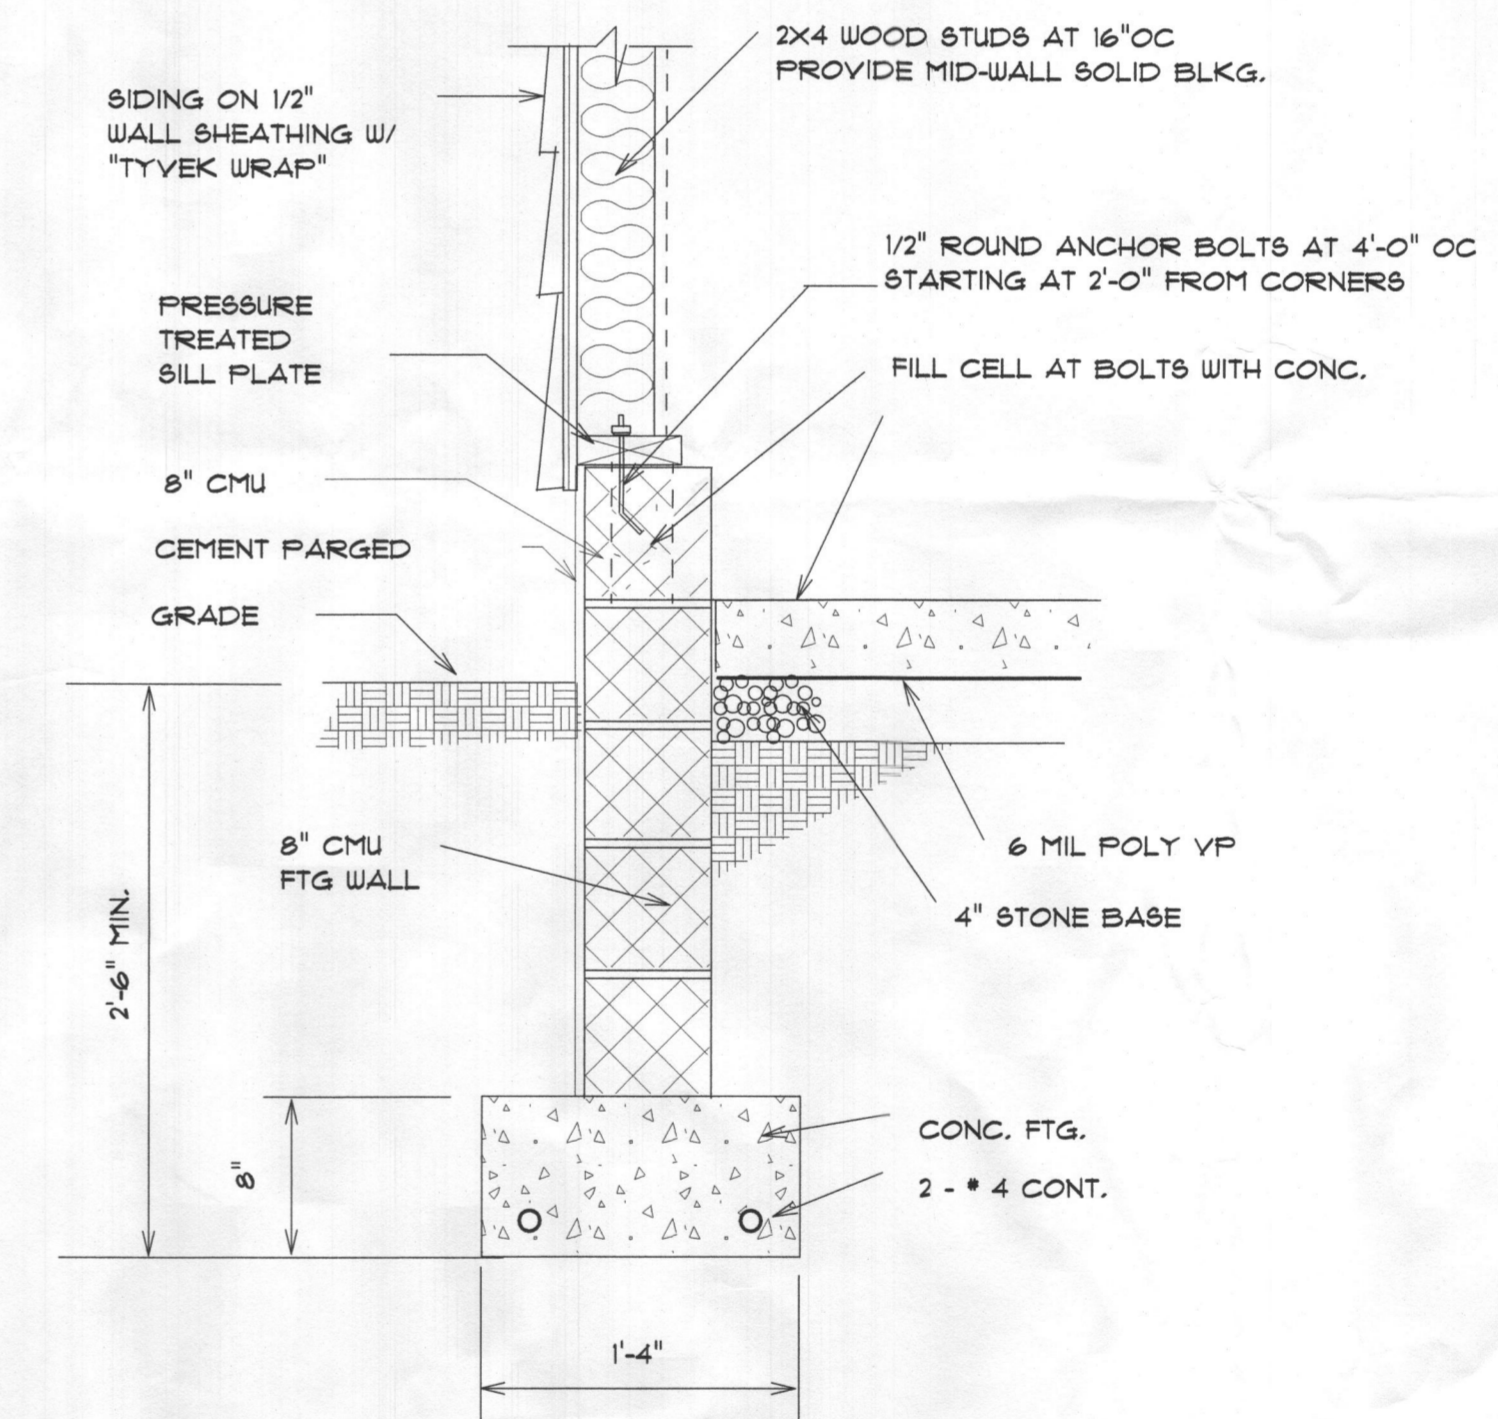 2X4 WOOD STUDS AT 16"OC
PROVIDE MID-WALL SOLID BLKG.
SIDING ON 1/2"
WALL SHEATHING W/
"TYVEK WRAP"
1/2" ROUND ANCHOR BOLTS AT 4'-0" OC
STARTING AT 2'-0" FROM CORNERS
PRESSURE
TREATED
SILL PLATE
FILL CELL AT BOLTS WITH CONC.
8" CMU
CEMENT PARGED
GRADE
8" CMU
FTG WALL
6 MIL POLY VP
4" STONE BASE
2'-6" MIN.
CONC. FTG.
8"
2 - # 4 CONT.
1'-4"